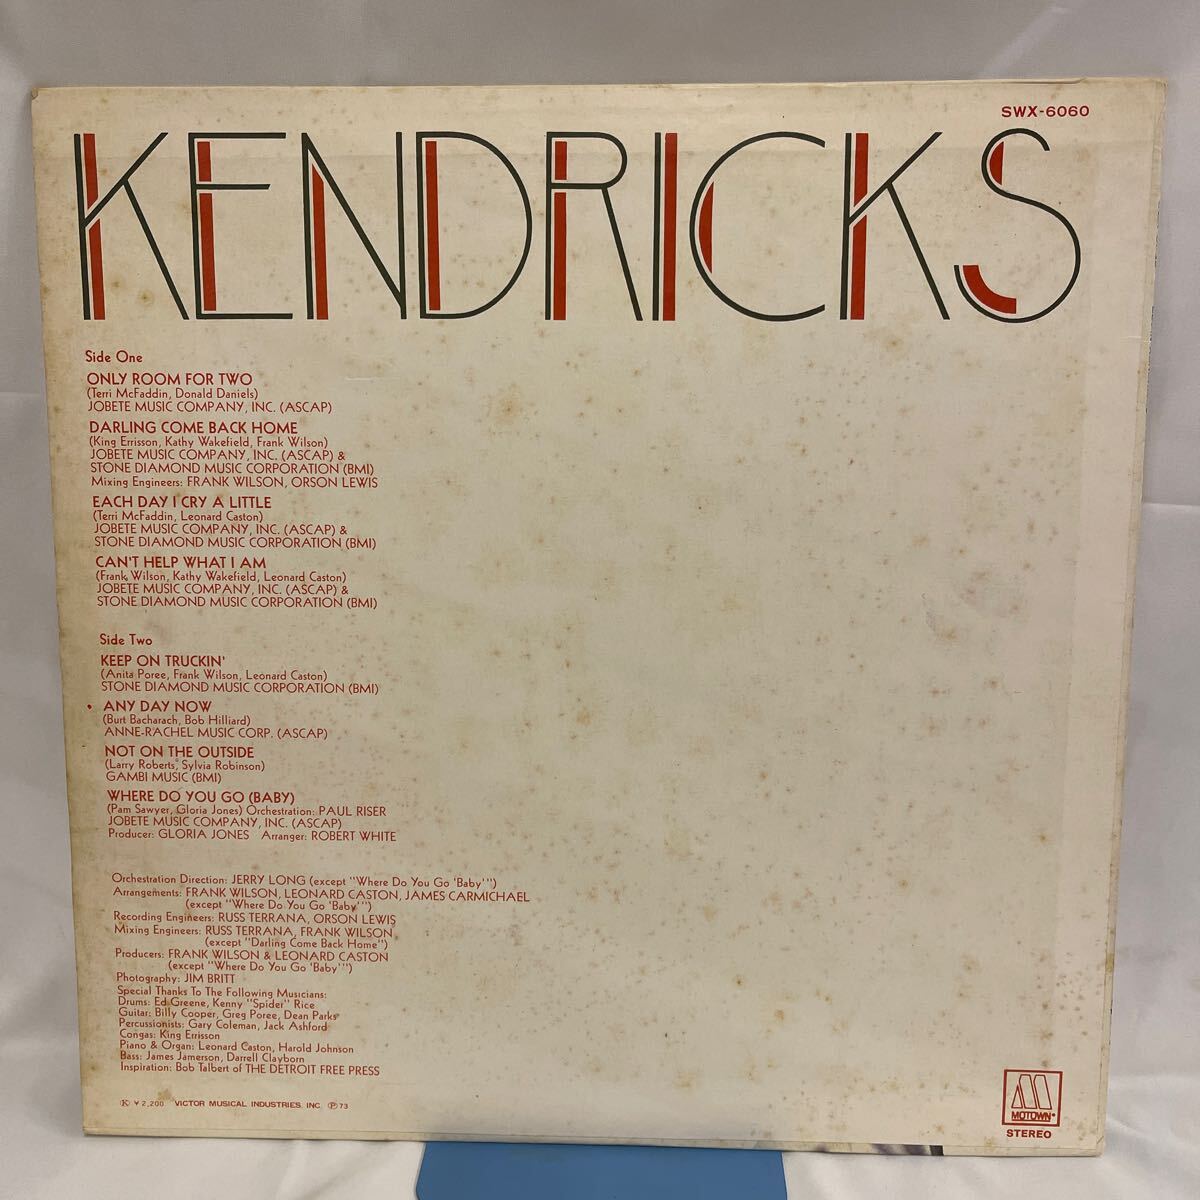 SWX-6060
KENDRICKS
Side One
ONLY ROOM FOR TWO
(Terri McFaddin, Donald Daniels)
JOBETE MUSIC COMPANY, INC. (ASCAP)
DARLING COME BACK HOME
(King Errisson, Kathy Wakefield, Frank Wilson)
JOBETE MUSIC COMPANY, INC. (ASCAP) &
STONE DIAMOND MUSIC CORPORATION (BMI)
Mixing Engineers: FRANK WILSON, ORSON LEWIS
EACH DAY I CRY A LITTLE
(Terri McFaddin, Leonard Caston)
JOBETE MUSIC COMPANY, INC. (ASCAP) &
STONE DIAMOND MUSIC CORPORATION (BMI)
CAN'T HELP WHAT I AM
(Frank Wilson, Kathy Wakefield, Leonard Caston)
JOBETE MUSIC COMPANY, INC. (ASCAP) &
STONE DIAMOND MUSIC CORPORATION (BMI)
Side Two
KEEP ON TRUCKIN'
(Anita Poree, Frank Wilson, Leonard Caston)
STONE DIAMOND MUSIC CORPORATION (BMI)
ANY DAY NOW
(Burt Bacharach, Bob Hilliard)
ANNE-RACHEL MUSIC CORP. (ASCAP)
NOT ON THE OUTSIDE
(Larry Roberts, Sylvia Robinson)
GAMBI MUSIC (BMI)
WHERE DO YOU GO (BABY)
(Pam Sawyer, Gloria Jones) Orchestration: PAUL RISER
JOBETE MUSIC COMPANY, INC. (ASCAP)
Producer: GLORIA JONES Arranger: ROBERT WHITE
Orchestration Direction: JERRY LONG (except "Where Do You Go 'Baby'")
Arrangements: FRANK WILSON, LEONARD CASTON, JAMES CARMICHAEL
(except "Where Do You Go 'Baby'")
Recording Engineers: RUSS TERRANA, ORSON LEWIS
Mixing Engineers: RUSS TERRANA, FRANK WILSON
(except "Darling Come Back Home")
Producers: FRANK WILSON & LEONARD CASTON
(except "Where Do You Go 'Baby'")
Photography: JIM BRITT
Special Thanks To The Following Musicians:
Drums: Ed Greene, Kenny "Spider" Rice
Guitar: Billy Cooper, Greg Poree, Dean Parks
Percussionists: Gary Coleman, Jack Ashford
Congas: King Errisson
Piano & Organ: Leonard Caston, Harold Johnson
Bass: James Jamerson, Darrell Clayborn
Inspiration: Bob Talbert of THE DETROIT FREE PRESS
Ⓚ ¥2,200 VICTOR MUSICAL INDUSTRIES, INC. Ⓟ73
M
MOTOWN
STEREO